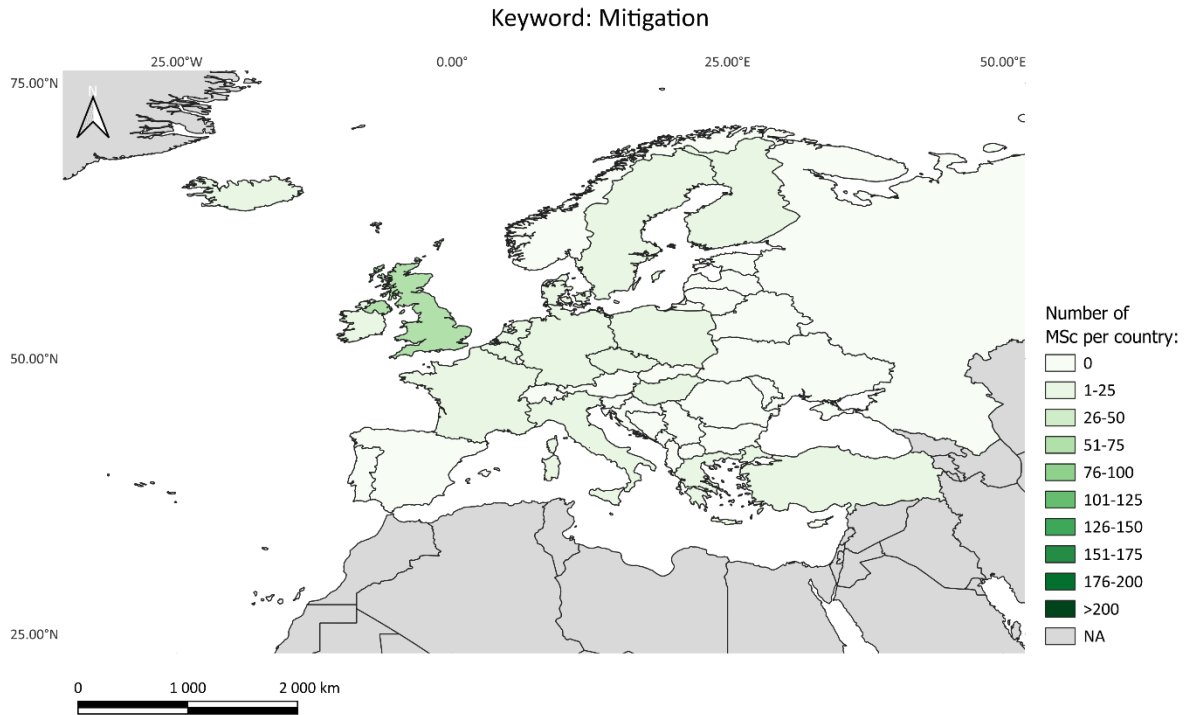 Keyword: Mitigation
25.00°W 0.00° 25.00°E 50.00°E
75.00°N
N
50.00°N
25.00°N
Number of
MSc per country:
0
1-25
26-50
51-75
76-100
101-125
126-150
151-175
176-200
>200
NA
0 1 000 2 000 km